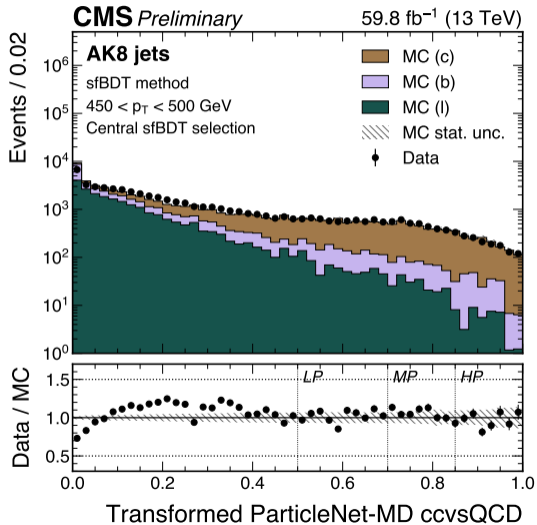 CMS Preliminary 59.8 fb⁻¹ (13 TeV)
AK8 jets
sfBDT method
450 < pT < 500 GeV
Central sfBDT selection
MC (c)
MC (b)
MC (l)
MC stat. unc.
Data
Events / 0.02
10⁶
10⁵
10⁴
10³
10²
10¹
10⁰
Data / MC
1.5
1.0
0.5
LP MP HP
0.0 0.2 0.4 0.6 0.8 1.0
Transformed ParticleNet-MD ccvsQCD